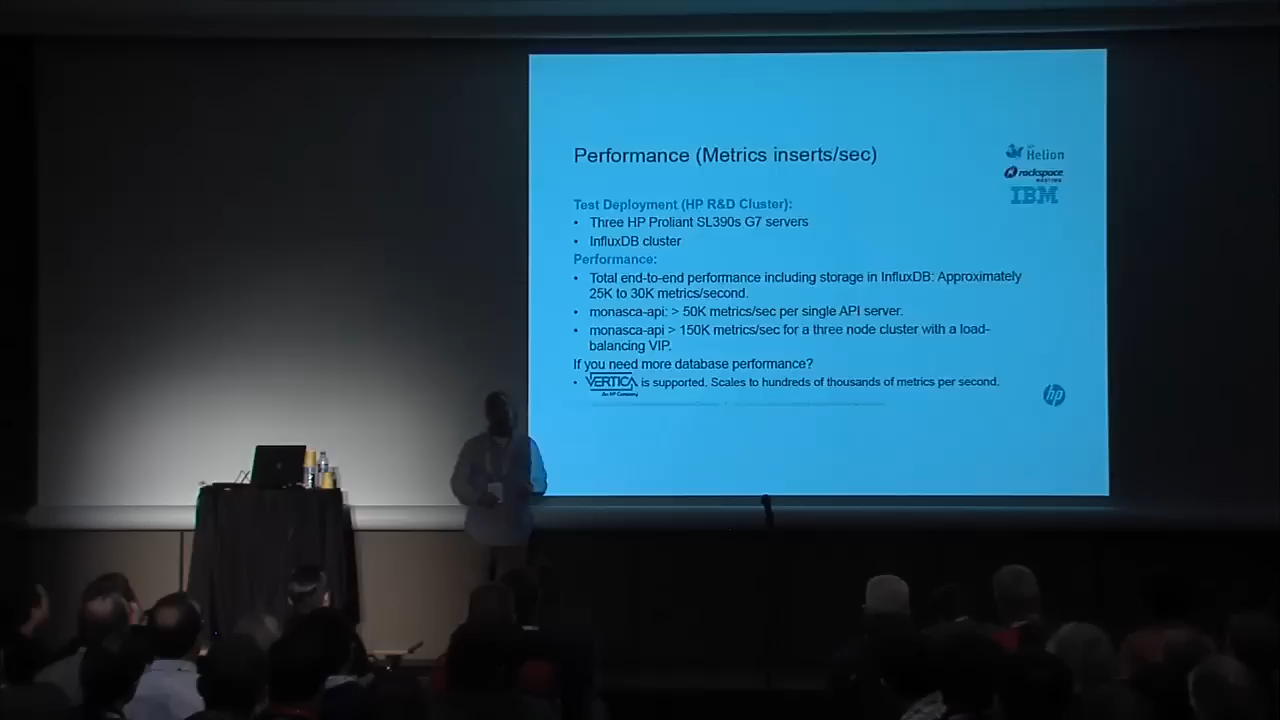 Performance (Metrics inserts/sec)
Helion
rackspace
HOSTING
IBM
Test Deployment (HP R&D Cluster):
• Three HP Proliant SL390s G7 servers
• InfluxDB cluster
Performance:
• Total end-to-end performance including storage in InfluxDB: Approximately
25K to 30K metrics/second.
• monasca-api: > 50K metrics/sec per single API server.
• monasca-api > 150K metrics/sec for a three node cluster with a load-
balancing VIP.
If you need more database performance?
• VERTICA is supported. Scales to hundreds of thousands of metrics per second.
An HP Company
hp